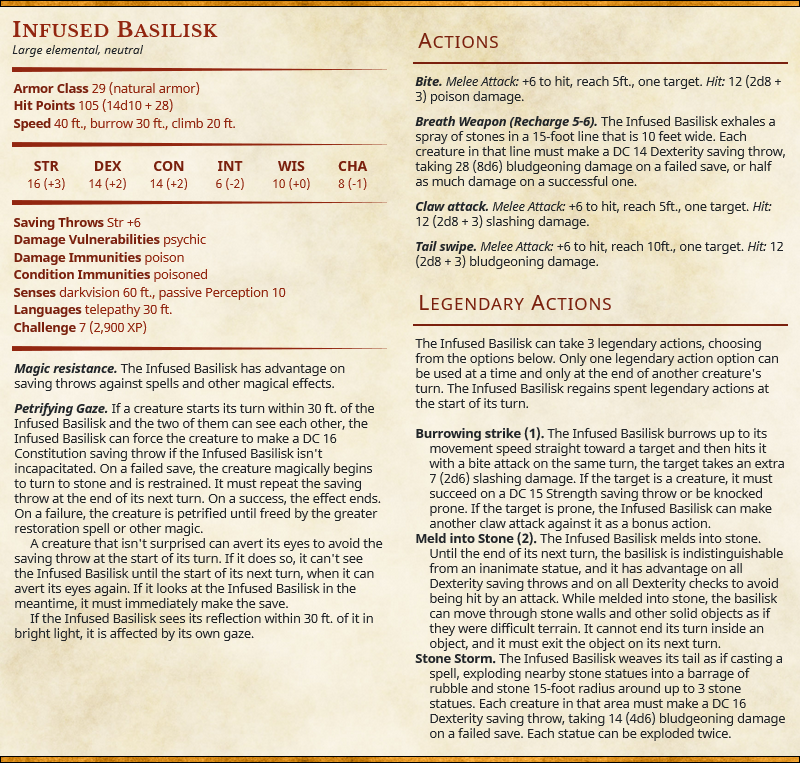 Infused Basilisk
Large elemental, neutral
Armor Class 29 (natural armor)
Hit Points 105 (14d10 + 28)
Speed 40 ft., burrow 30 ft., climb 20 ft.
STR DEX CON INT WIS CHA
16 (+3) 14 (+2) 14 (+2) 6 (-2) 10 (+0) 8 (-1)
Saving Throws Str +6
Damage Vulnerabilities psychic
Damage Immunities poison
Condition Immunities poisoned
Senses darkvision 60 ft., passive Perception 10
Languages telepathy 30 ft.
Challenge 7 (2,900 XP)
Magic resistance. The Infused Basilisk has advantage on
saving throws against spells and other magical effects.
Petrifying Gaze. If a creature starts its turn within 30 ft. of the
Infused Basilisk and the two of them can see each other, the
Infused Basilisk can force the creature to make a DC 16
Constitution saving throw if the Infused Basilisk isn't
incapacitated. On a failed save, the creature magically begins
to turn to stone and is restrained. It must repeat the saving
throw at the end of its next turn. On a success, the effect ends.
On a failure, the creature is petrified until freed by the greater
restoration spell or other magic.
A creature that isn't surprised can avert its eyes to avoid the
saving throw at the start of its turn. If it does so, it can't see
the Infused Basilisk until the start of its next turn, when it can
avert its eyes again. If it looks at the Infused Basilisk in the
meantime, it must immediately make the save.
If the Infused Basilisk sees its reflection within 30 ft. of it in
bright light, it is affected by its own gaze.
Actions
Bite. Melee Attack: +6 to hit, reach 5ft., one target. Hit: 12 (2d8 +
3) poison damage.
Breath Weapon (Recharge 5-6). The Infused Basilisk exhales a
spray of stones in a 15-foot line that is 10 feet wide. Each
creature in that line must make a DC 14 Dexterity saving throw,
taking 28 (8d6) bludgeoning damage on a failed save, or half
as much damage on a successful one.
Claw attack. Melee Attack: +6 to hit, reach 5ft., one target. Hit:
12 (2d8 + 3) slashing damage.
Tail swipe. Melee Attack: +6 to hit, reach 10ft., one target. Hit: 12
(2d8 + 3) bludgeoning damage.
Legendary Actions
The Infused Basilisk can take 3 legendary actions, choosing
from the options below. Only one legendary action option can
be used at a time and only at the end of another creature's
turn. The Infused Basilisk regains spent legendary actions at
the start of its turn.
Burrowing strike (1). The Infused Basilisk burrows up to its
movement speed straight toward a target and then hits it
with a bite attack on the same turn, the target takes an extra
7 (2d6) slashing damage. If the target is a creature, it must
succeed on a DC 15 Strength saving throw or be knocked
prone. If the target is prone, the Infused Basilisk can make
another claw attack against it as a bonus action.
Meld into Stone (2). The Infused Basilisk melds into stone.
Until the end of its next turn, the basilisk is indistinguishable
from an inanimate statue, and it has advantage on all
Dexterity saving throws and on all Dexterity checks to avoid
being hit by an attack. While melded into stone, the basilisk
can move through stone walls and other solid objects as if
they were difficult terrain. It cannot end its turn inside an
object, and it must exit the object on its next turn.
Stone Storm. The Infused Basilisk weaves its tail as if casting a
spell, exploding nearby stone statues into a barrage of
rubble and stone 15-foot radius around up to 3 stone
statues. Each creature in that area must make a DC 16
Dexterity saving throw, taking 14 (4d6) bludgeoning damage
on a failed save. Each statue can be exploded twice.